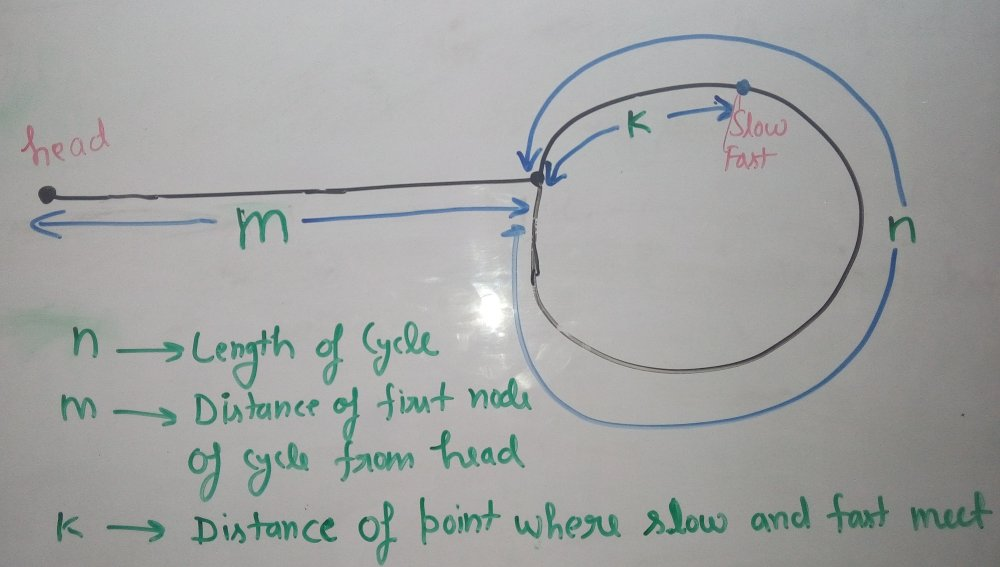 head
K
Slow
Fast
m
n
n → Length of Cycle
m → Distance of first node
of cycle from head
K → Distance of point where slow and fast meet